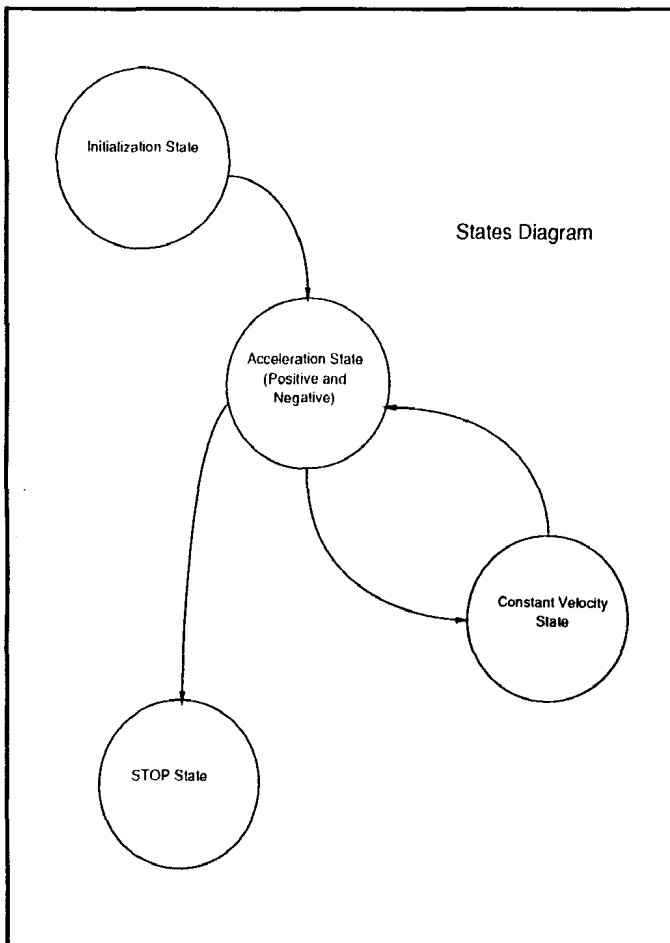 Initialization State
States Diagram
Acceleration State
(Positive and
Negative)
Constant Velocity
State
STOP State